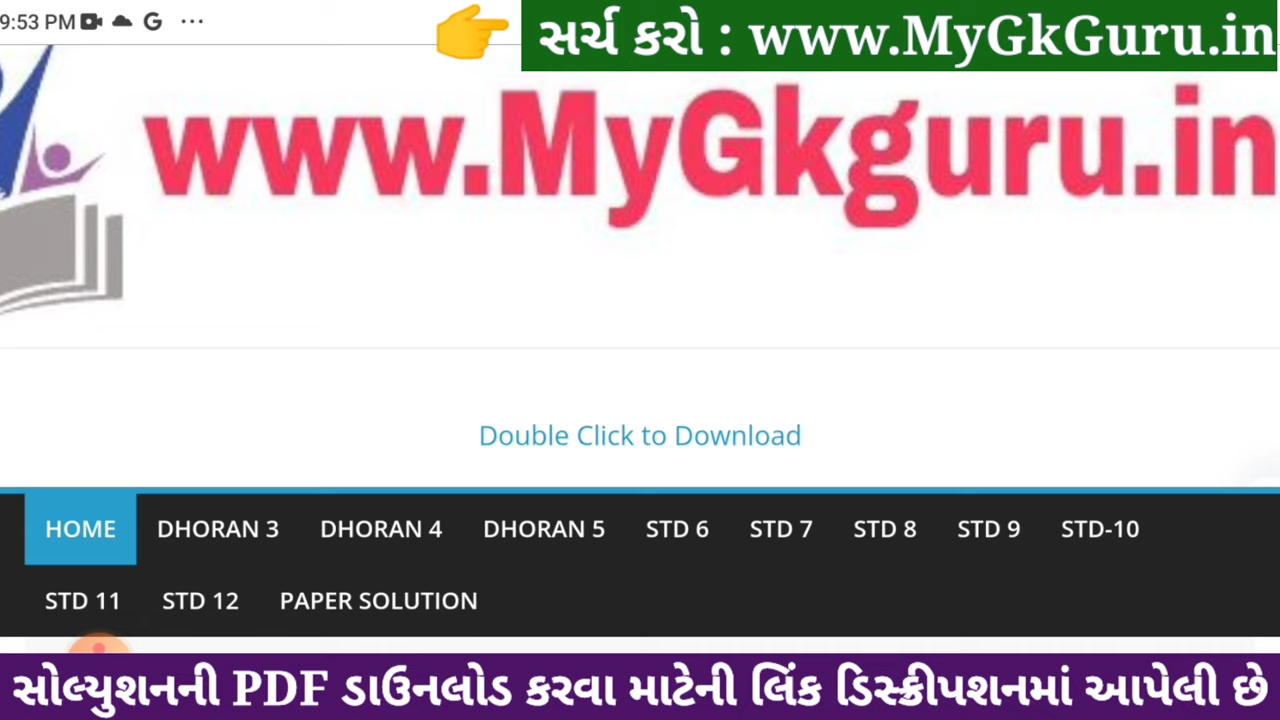 9:53 PM G ...
👉 સર્ચ કરો : www.MyGkGuru.in
www.MyGkguru.in
Double Click to Download
HOME DHORAN 3 DHORAN 4 DHORAN 5 STD 6 STD 7 STD 8 STD 9 STD-10
STD 11 STD 12 PAPER SOLUTION
સોલ્યુશનની PDF ડાઉનલોડ કરવા માટેની લિંક ડિસ્ક્રીપશનમાં આપેલી છે